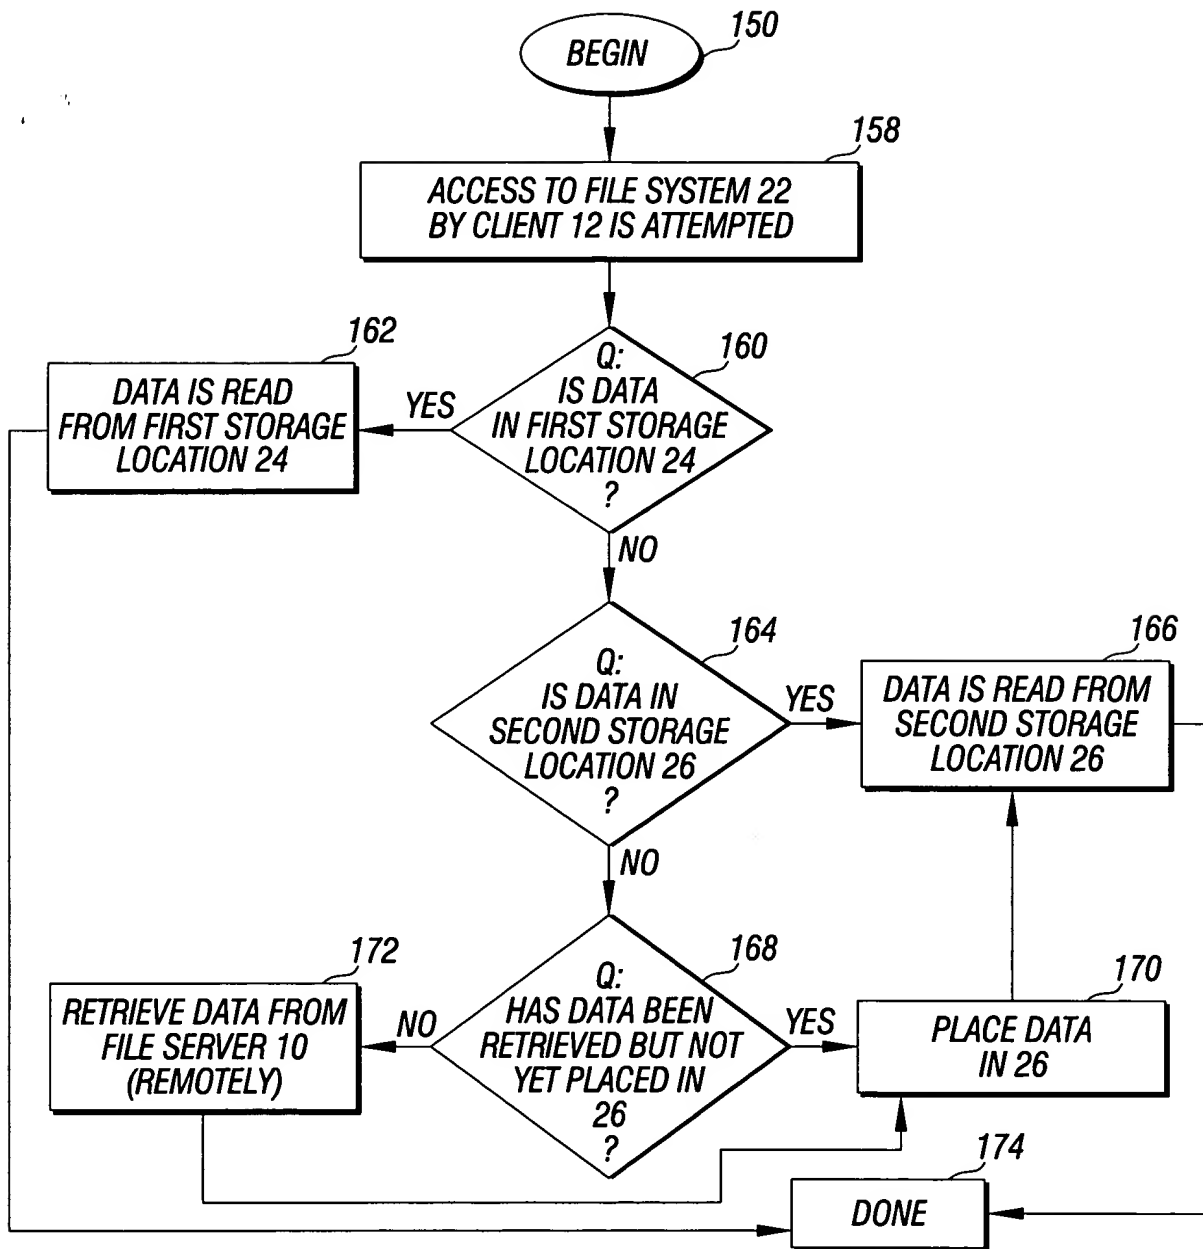 BEGIN
150
158
ACCESS TO FILE SYSTEM 22
BY CLIENT 12 IS ATTEMPTED
162
DATA IS READ
FROM FIRST STORAGE
LOCATION 24
YES
160
Q:
IS DATA
IN FIRST STORAGE
LOCATION 24
?
NO
164
Q:
IS DATA IN
SECOND STORAGE
LOCATION 26
?
YES
166
DATA IS READ FROM
SECOND STORAGE
LOCATION 26
NO
172
RETRIEVE DATA FROM
FILE SERVER 10
(REMOTELY)
NO
168
Q:
HAS DATA BEEN
RETRIEVED BUT NOT
YET PLACED IN
26
?
YES
170
PLACE DATA
IN 26
174
DONE